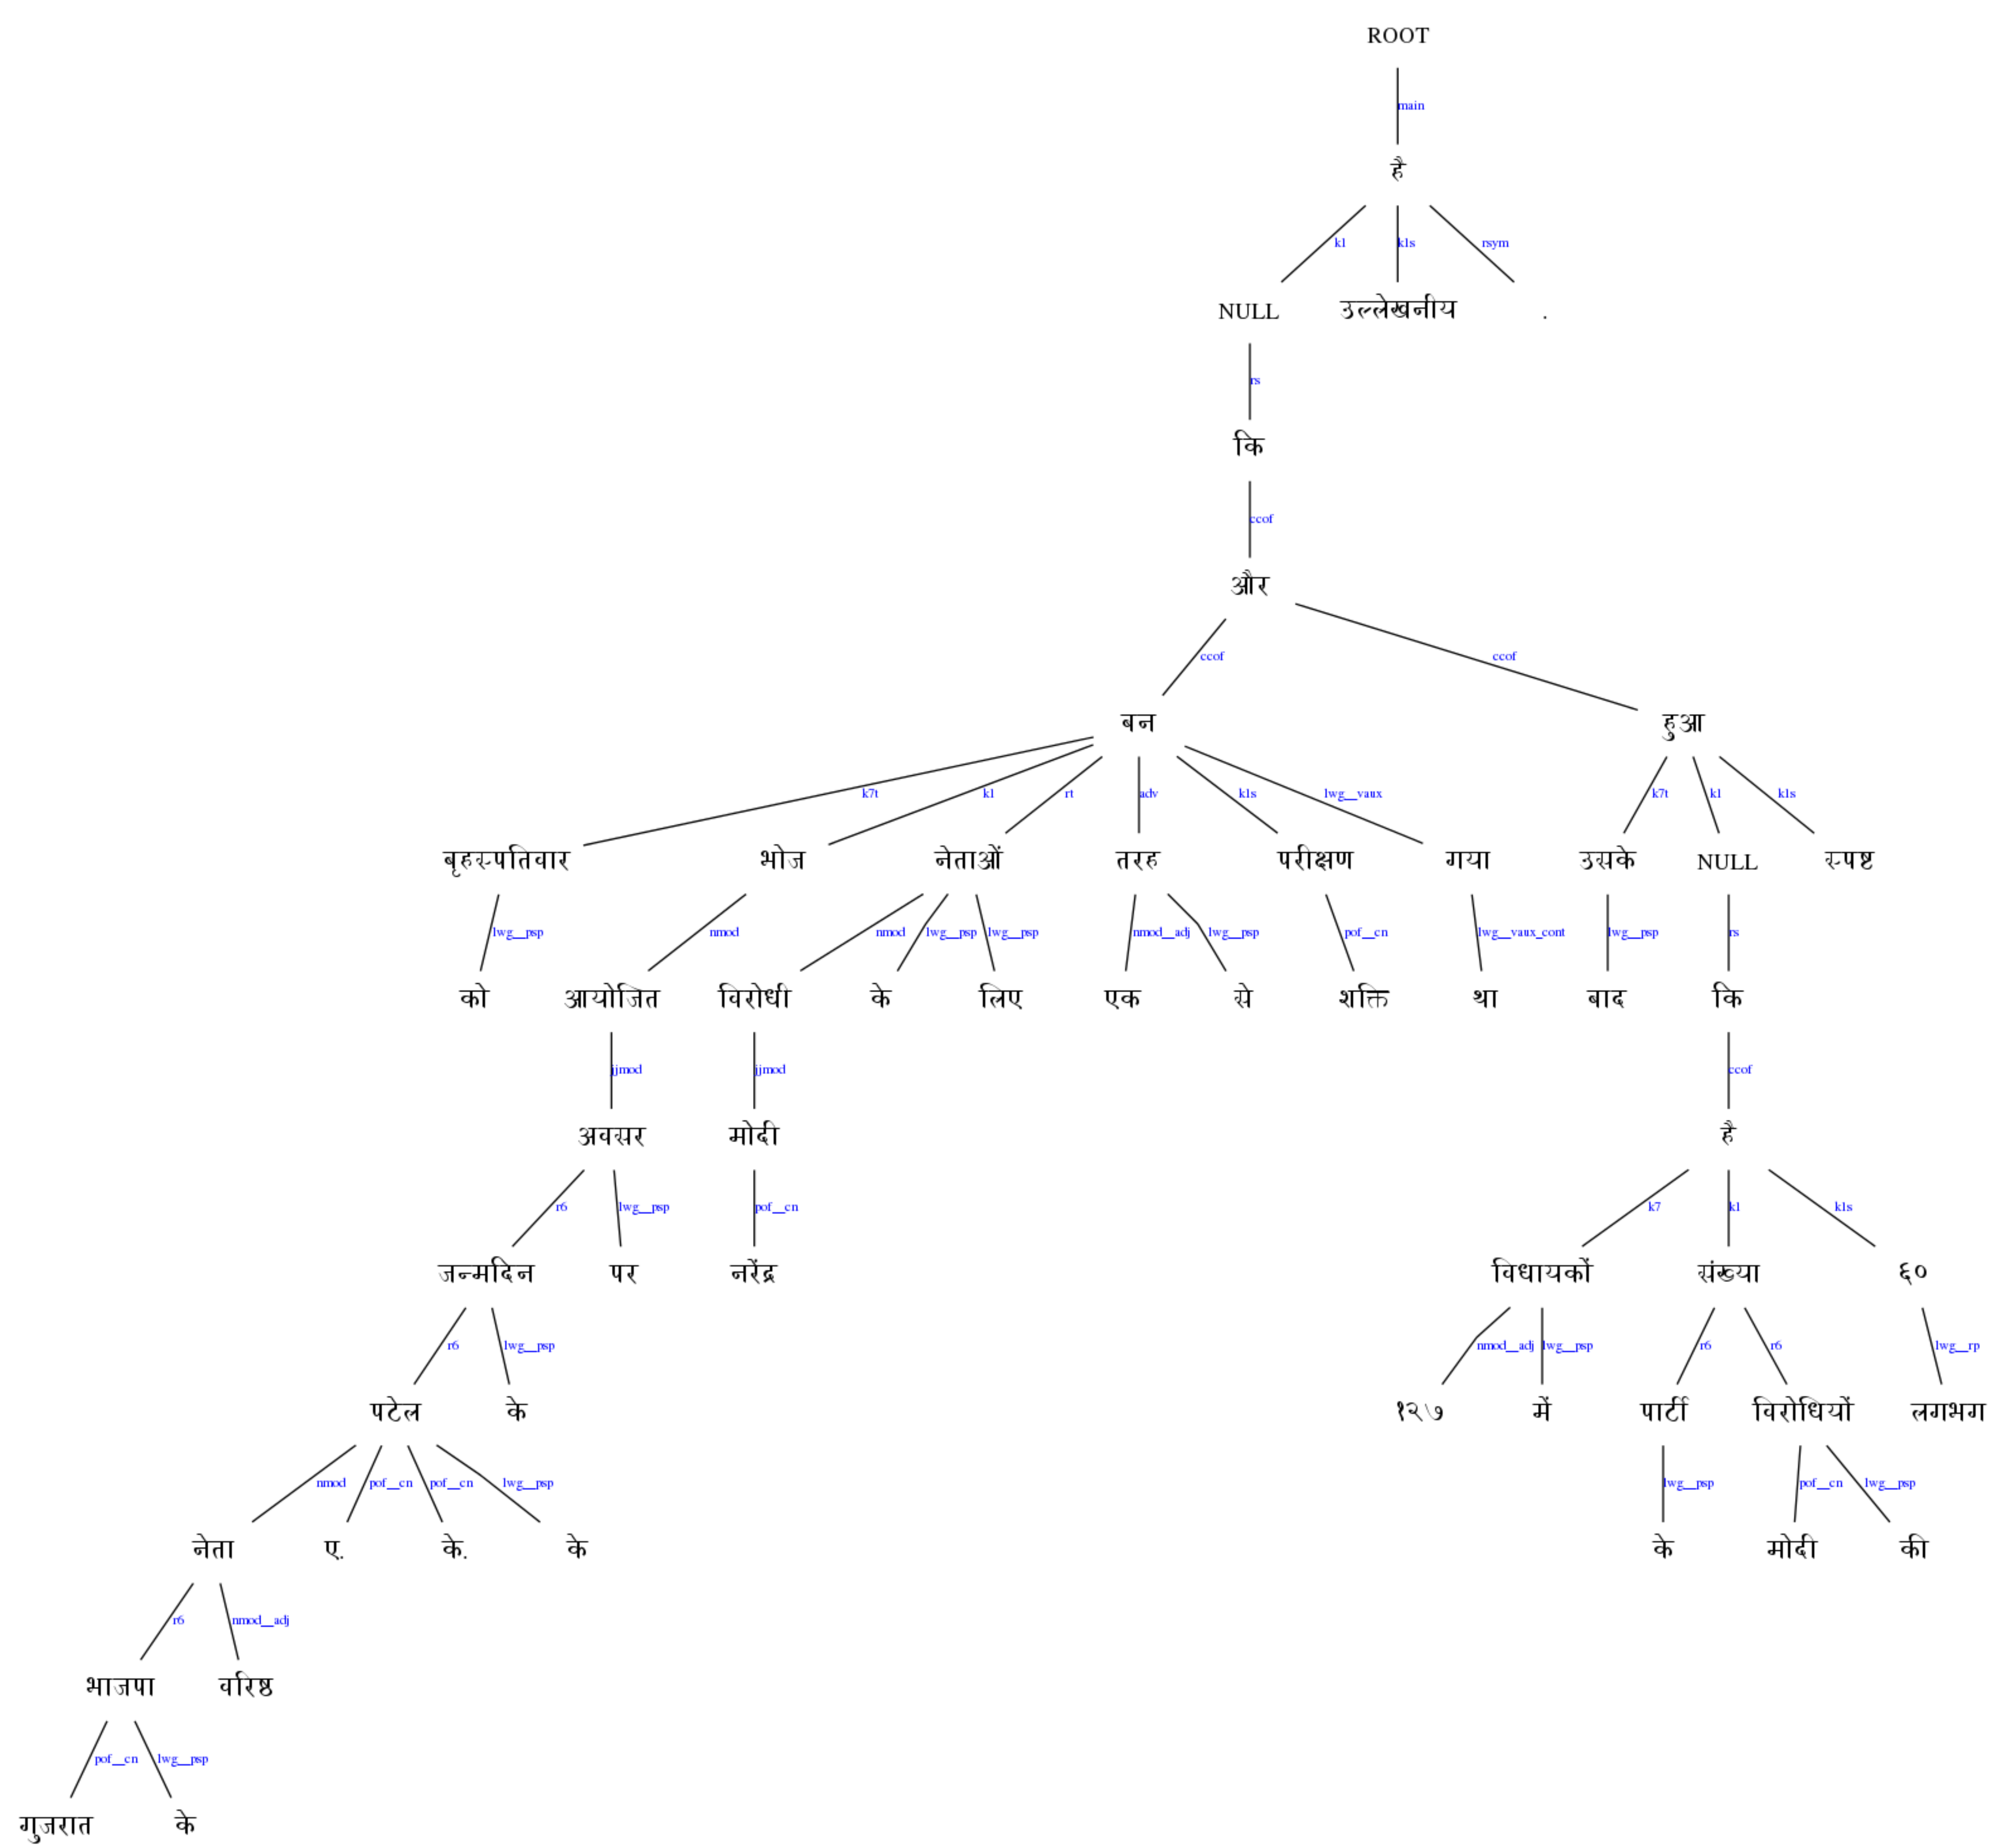 ROOT
main
है
k1 k1s rsym
NULL उल्लेखनीय .
rs
कि
ccof
और
ccof ccof
बन हुआ
k7t k1 rt adv k1s lwg__vaux k7t k1 k1s
बृहस्पतिवार भोज नेताओं तरह परीक्षण गया उसके NULL स्पष्ट
lwg__psp nmod nmod lwg__psp lwg__psp nmod__adj lwg__psp pof__cn lwg__vaux_cont lwg__psp rs
को आयोजित विरोधी के लिए एक से शक्ति था बाद कि
jjmod jjmod ccof
अवसर मोदी है
r6 lwg__psp pof__cn k7 k1 k1s
जन्मदिन पर नरेंद्र विधायकों संख्या ६०
r6 lwg__psp nmod__adj lwg__psp r6 r6 lwg__rp
पटेल के १२७ में पार्टी विरोधियों लगभग
nmod pof__cn pof__cn lwg__psp lwg__psp pof__cn lwg__psp
नेता ए. के. के के मोदी की
r6 nmod__adj
भाजपा वरिष्ठ
pof__cn lwg__psp
गुजरात के